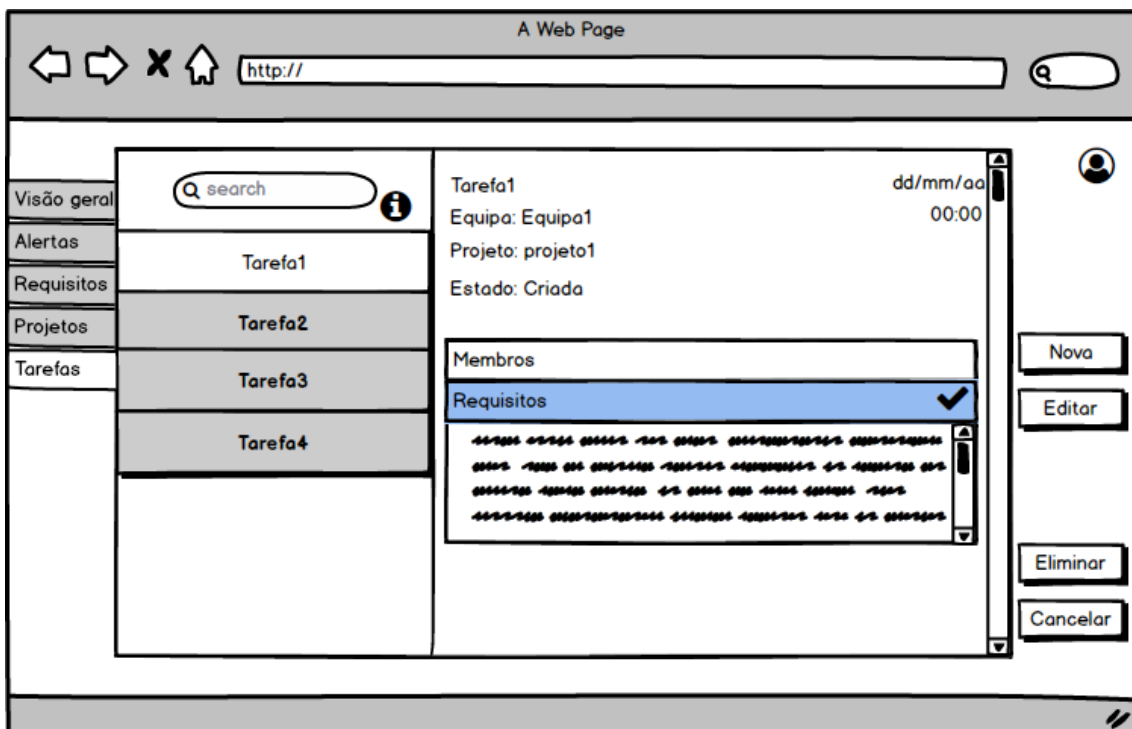 A Web Page
http://
search
Visão geral
Alertas
Requisitos
Projetos
Tarefas
Tarefa1
Tarefa2
Tarefa3
Tarefa4
Tarefa1 dd/mm/aa
Equipa: Equipa1 00:00
Projeto: projeto1
Estado: Criada
Membros
Requisitos
Nova
Editar
Eliminar
Cancelar